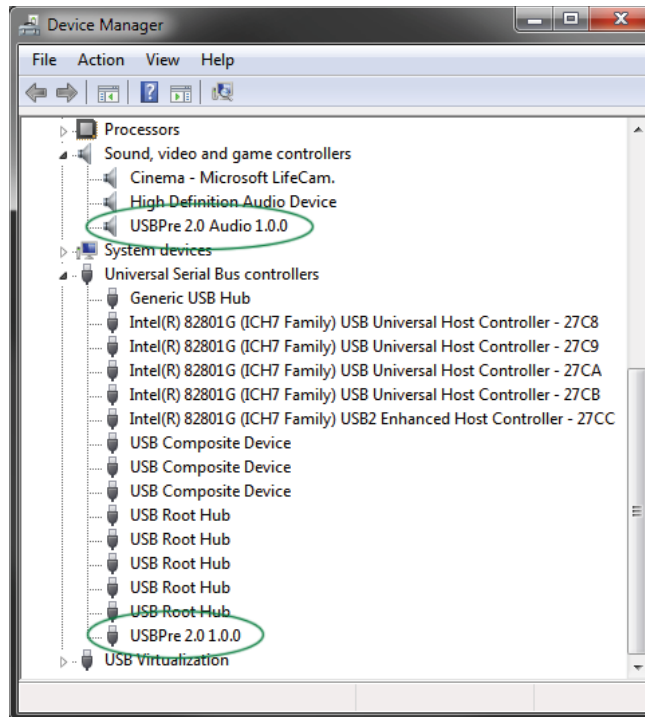 Device Manager
File Action View Help
Processors
Sound, video and game controllers
Cinema - Microsoft LifeCam.
High Definition Audio Device
USBPre 2.0 Audio 1.0.0
System devices
Universal Serial Bus controllers
Generic USB Hub
Intel(R) 82801G (ICH7 Family) USB Universal Host Controller - 27C8
Intel(R) 82801G (ICH7 Family) USB Universal Host Controller - 27C9
Intel(R) 82801G (ICH7 Family) USB Universal Host Controller - 27CA
Intel(R) 82801G (ICH7 Family) USB Universal Host Controller - 27CB
Intel(R) 82801G (ICH7 Family) USB2 Enhanced Host Controller - 27CC
USB Composite Device
USB Composite Device
USB Composite Device
USB Root Hub
USB Root Hub
USB Root Hub
USB Root Hub
USB Root Hub
USBPre 2.0 1.0.0
USB Virtualization